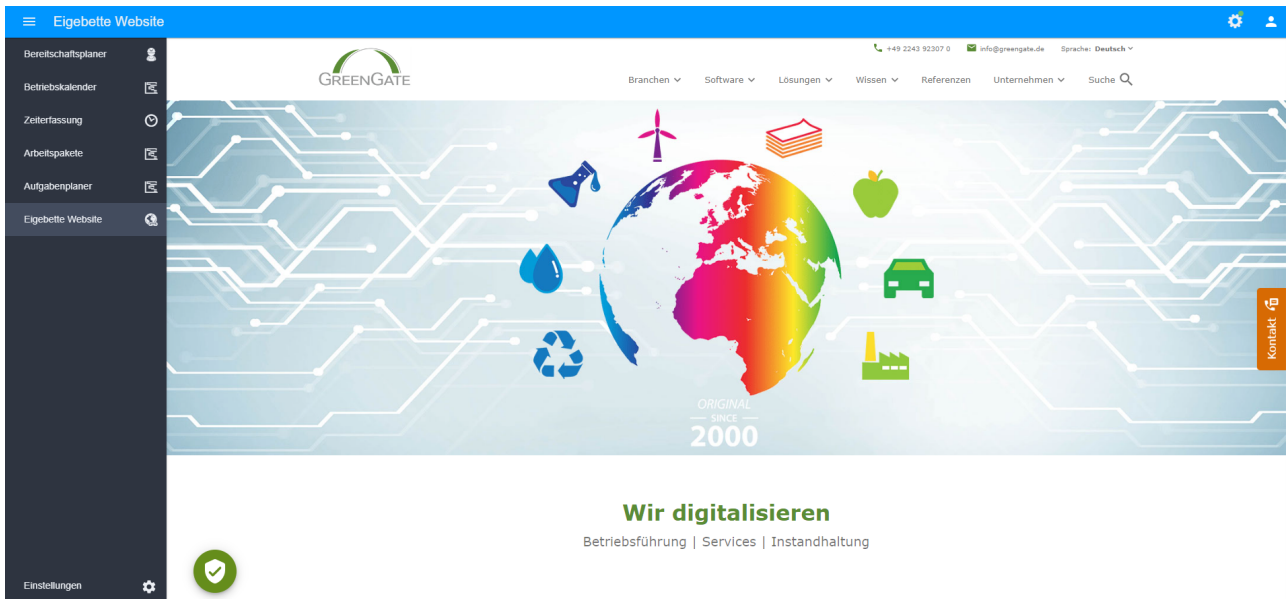 Eigebette Website
Bereitschaftsplaner
Betriebskalender
Zeiterfassung
Arbeitspakete
Aufgabenplaner
Eigebette Website
Einstellungen
+49 2243 92307 0 info@greengate.de Sprache: Deutsch
GREENGATE
Branchen Software Lösungen Wissen Referenzen Unternehmen Suche
ORIGINAL
SINCE
2000
Kontakt
Wir digitalisieren
Betriebsführung | Services | Instandhaltung